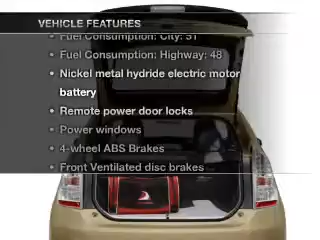 VEHICLE FEATURES
• Fuel Consumption: City: 51
• Fuel Consumption: Highway: 48
• Nickel metal hydride electric motor
battery
• Remote power door locks
• Power windows
• 4-wheel ABS Brakes
• Front Ventilated disc brakes